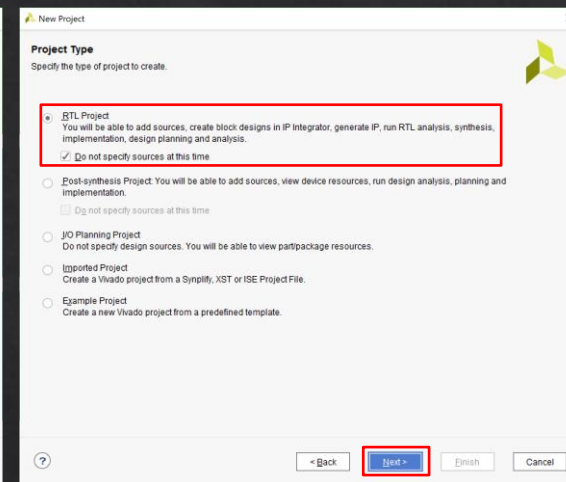 New Project
Project Type
Specify the type of project to create.
RTL Project
You will be able to add sources, create block designs in IP Integrator, generate IP, run RTL analysis, synthesis,
implementation, design planning and analysis.
Do not specify sources at this time
Post-synthesis Project: You will be able to add sources, view device resources, run design analysis, planning and
implementation.
Do not specify sources at this time
I/O Planning Project
Do not specify design sources. You will be able to view part/package resources.
Imported Project
Create a Vivado project from a Synplify, XST or ISE Project File.
Example Project
Create a new Vivado project from a predefined template.
? < Back Next > Finish Cancel